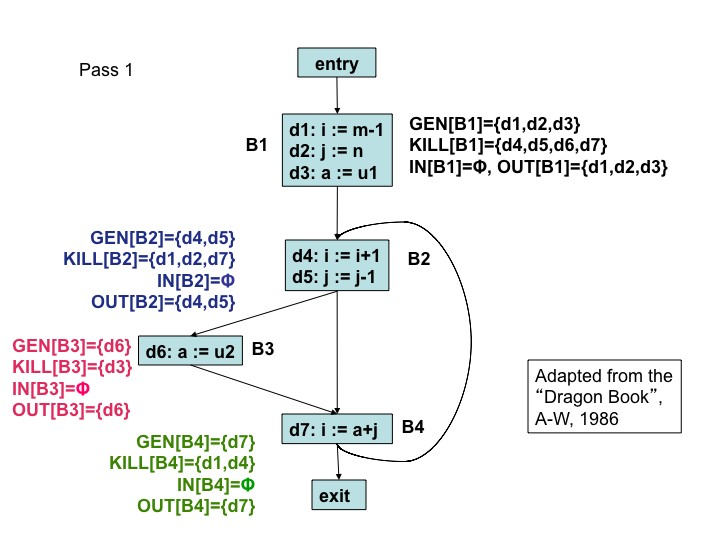 Pass 1
entry
B1
d1: i := m-1
d2: j := n
d3: a := u1
GEN[B1]={d1,d2,d3}
KILL[B1]={d4,d5,d6,d7}
IN[B1]=Φ, OUT[B1]={d1,d2,d3}
GEN[B2]={d4,d5}
KILL[B2]={d1,d2,d7}
IN[B2]=Φ
OUT[B2]={d4,d5}
d4: i := i+1
d5: j := j-1
B2
GEN[B3]={d6}
KILL[B3]={d3}
IN[B3]=Φ
OUT[B3]={d6}
d6: a := u2
B3
Adapted from the
“Dragon Book”,
A-W, 1986
d7: i := a+j
B4
GEN[B4]={d7}
KILL[B4]={d1,d4}
IN[B4]=Φ
OUT[B4]={d7}
exit